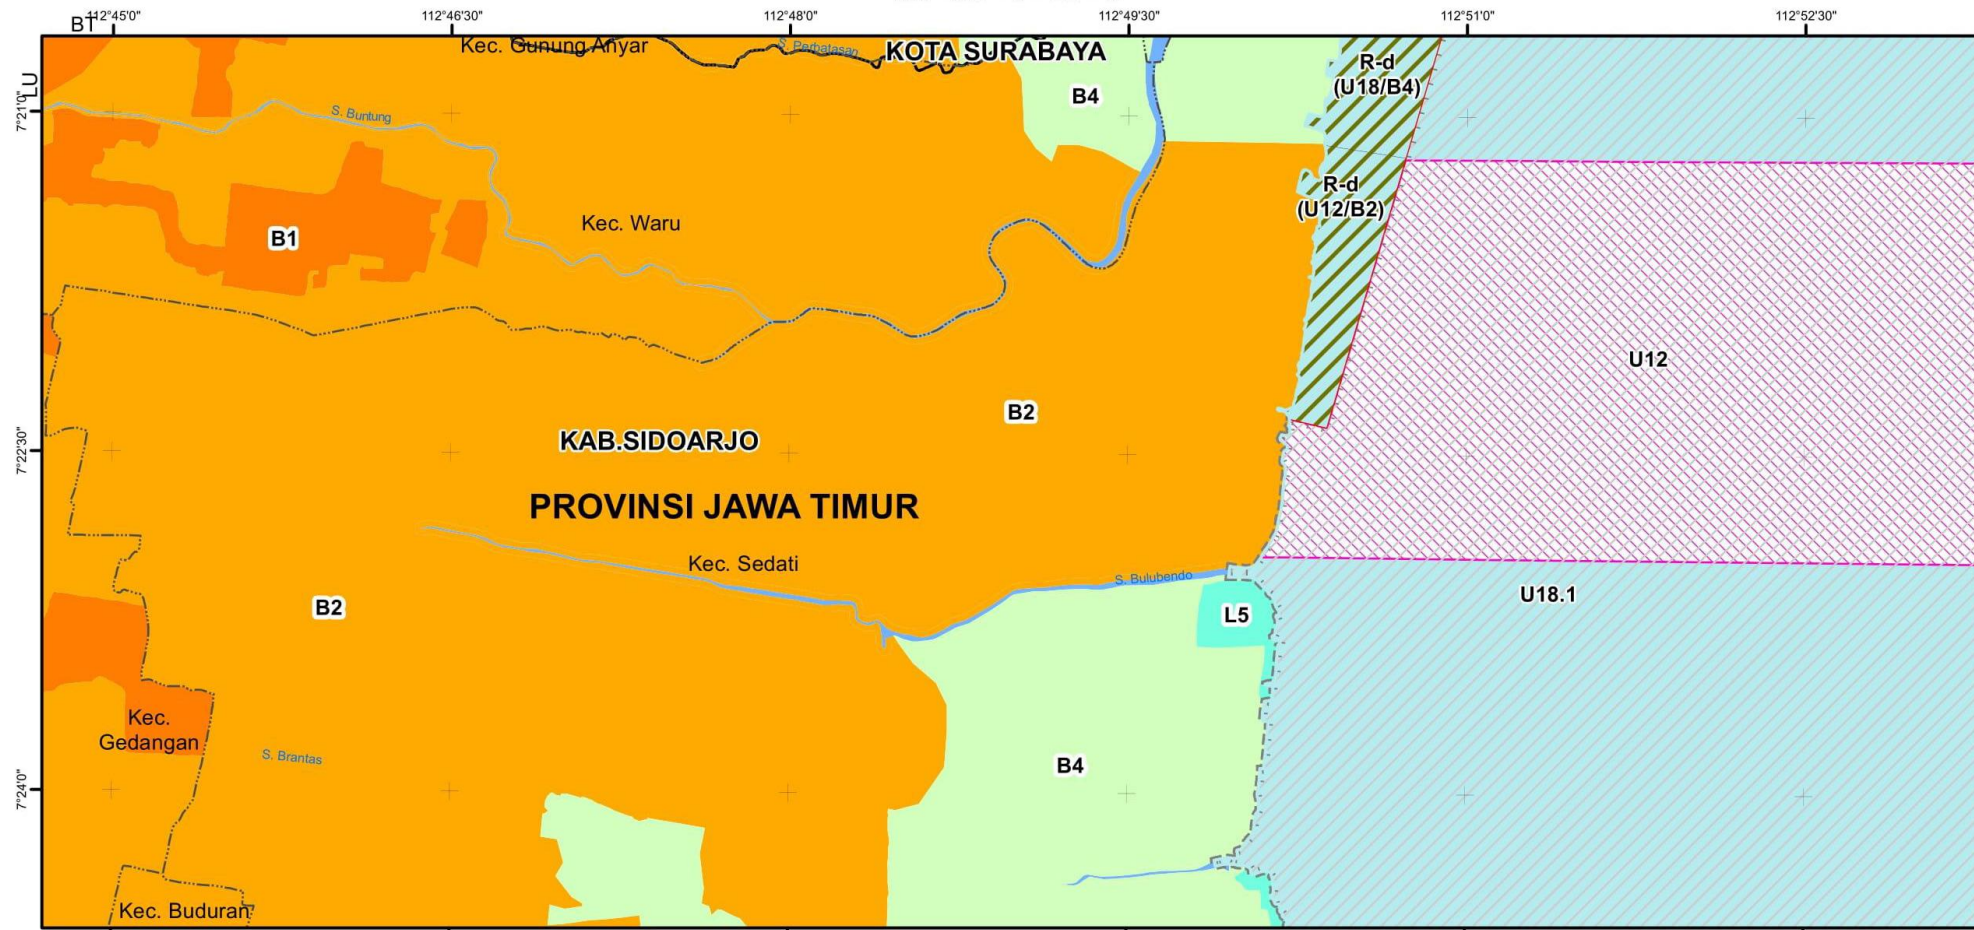 112°45'0"
112°46'30"
112°48'0"
112°49'30"
112°51'0"
112°52'30"
BT
LU
7°21'0"
7°22'30"
7°24'0"
Kec. Gunung Anyar
S. Perbatasan
KOTA SURABAYA
B4
R-d
(U18/B4)
S. Buntung
R-d
(U12/B2)
B1
Kec. Waru
U12
B2
KAB.SIDOARJO
PROVINSI JAWA TIMUR
Kec. Sedati
S. Bulubendo
U18.1
B2
L5
Kec.
Gedangan
S. Brantas
B4
Kec. Buduran